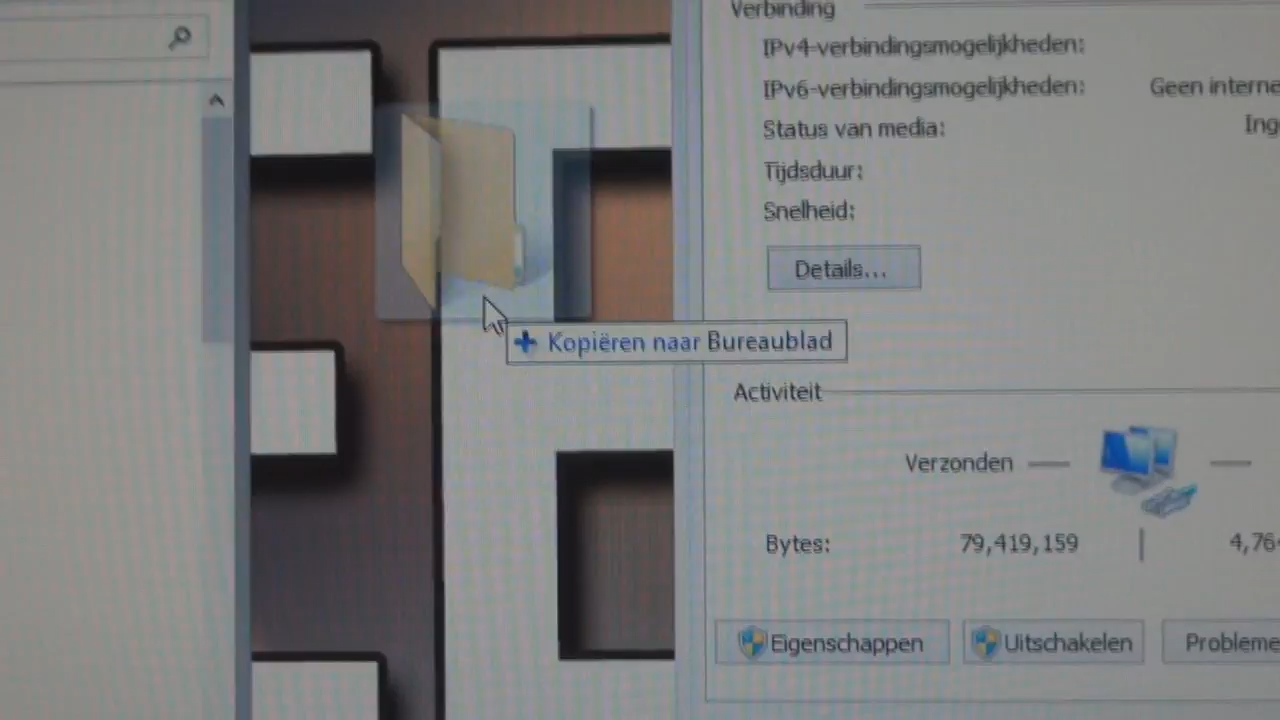 Verbinding
IPv4-verbindingsmogelijkheden:
IPv6-verbindingsmogelijkheden: Geen
Status van media:
Tijdsduur:
Snelheid:
Details...
Kopiëren naar Bureaublad
Activiteit
Verzonden
Bytes: 79,419,159
Eigenschappen Uitschakelen